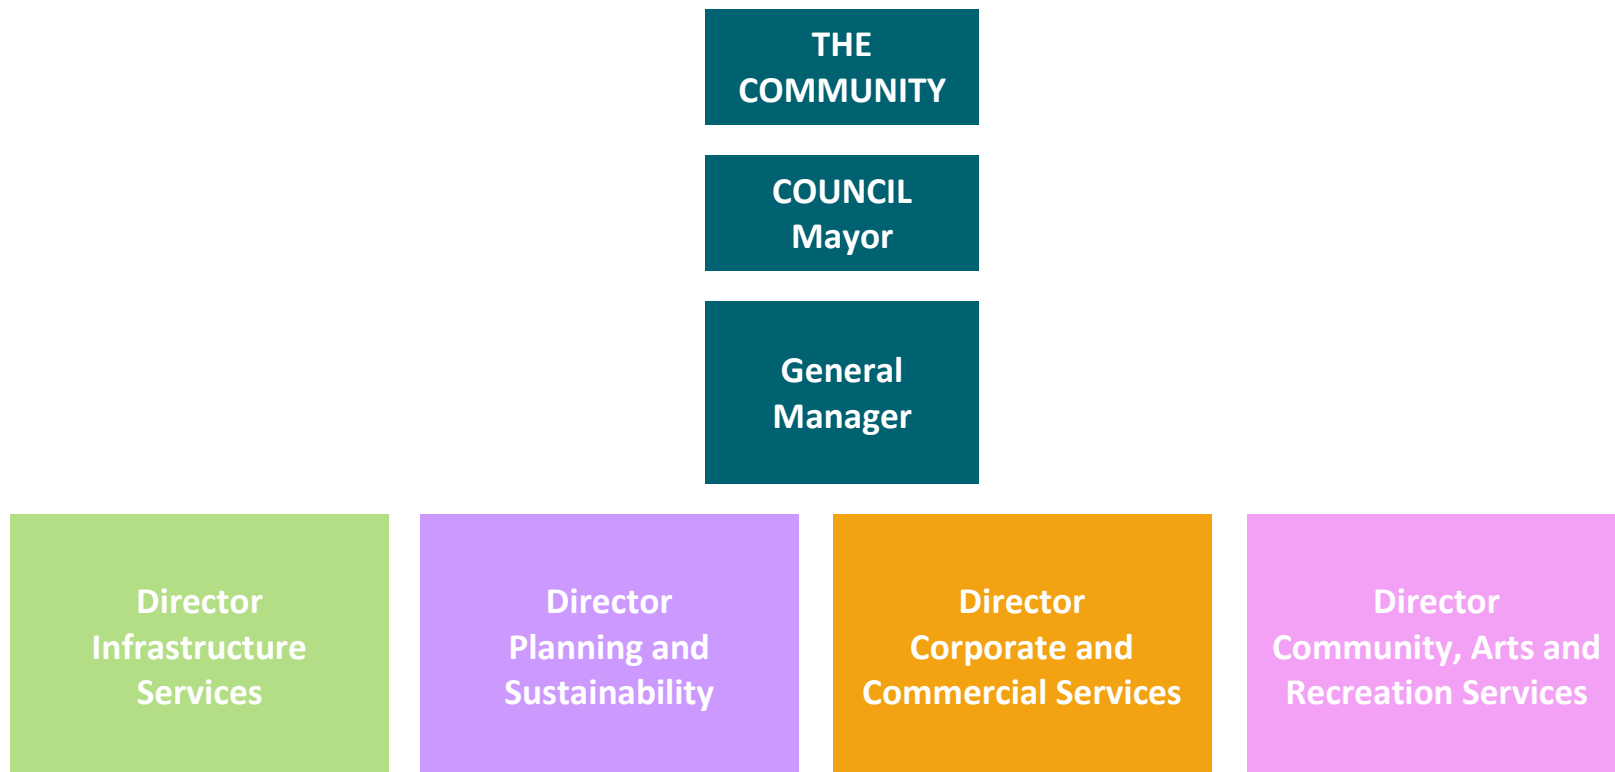 THE
COMMUNITY
COUNCIL
Mayor
General
Manager
Director
Infrastructure
Services
Director
Planning and
Sustainability
Director
Corporate and
Commercial Services
Director
Community, Arts and
Recreation Services